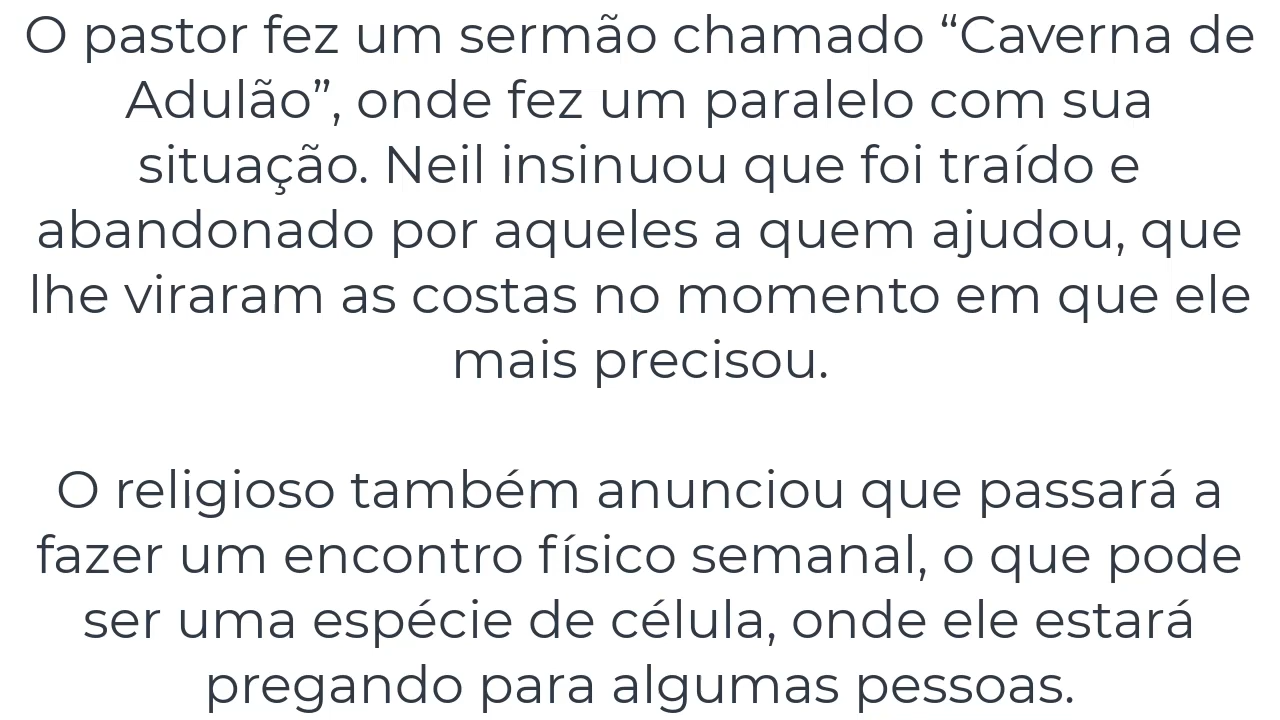 O pastor fez um sermão chamado “Caverna de
Adulão”, onde fez um paralelo com sua
situação. Neil insinuou que foi traído e
abandonado por aqueles a quem ajudou, que
lhe viraram as costas no momento em que ele
mais precisou.
O religioso também anunciou que passará a
fazer um encontro físico semanal, o que pode
ser uma espécie de célula, onde ele estará
pregando para algumas pessoas.